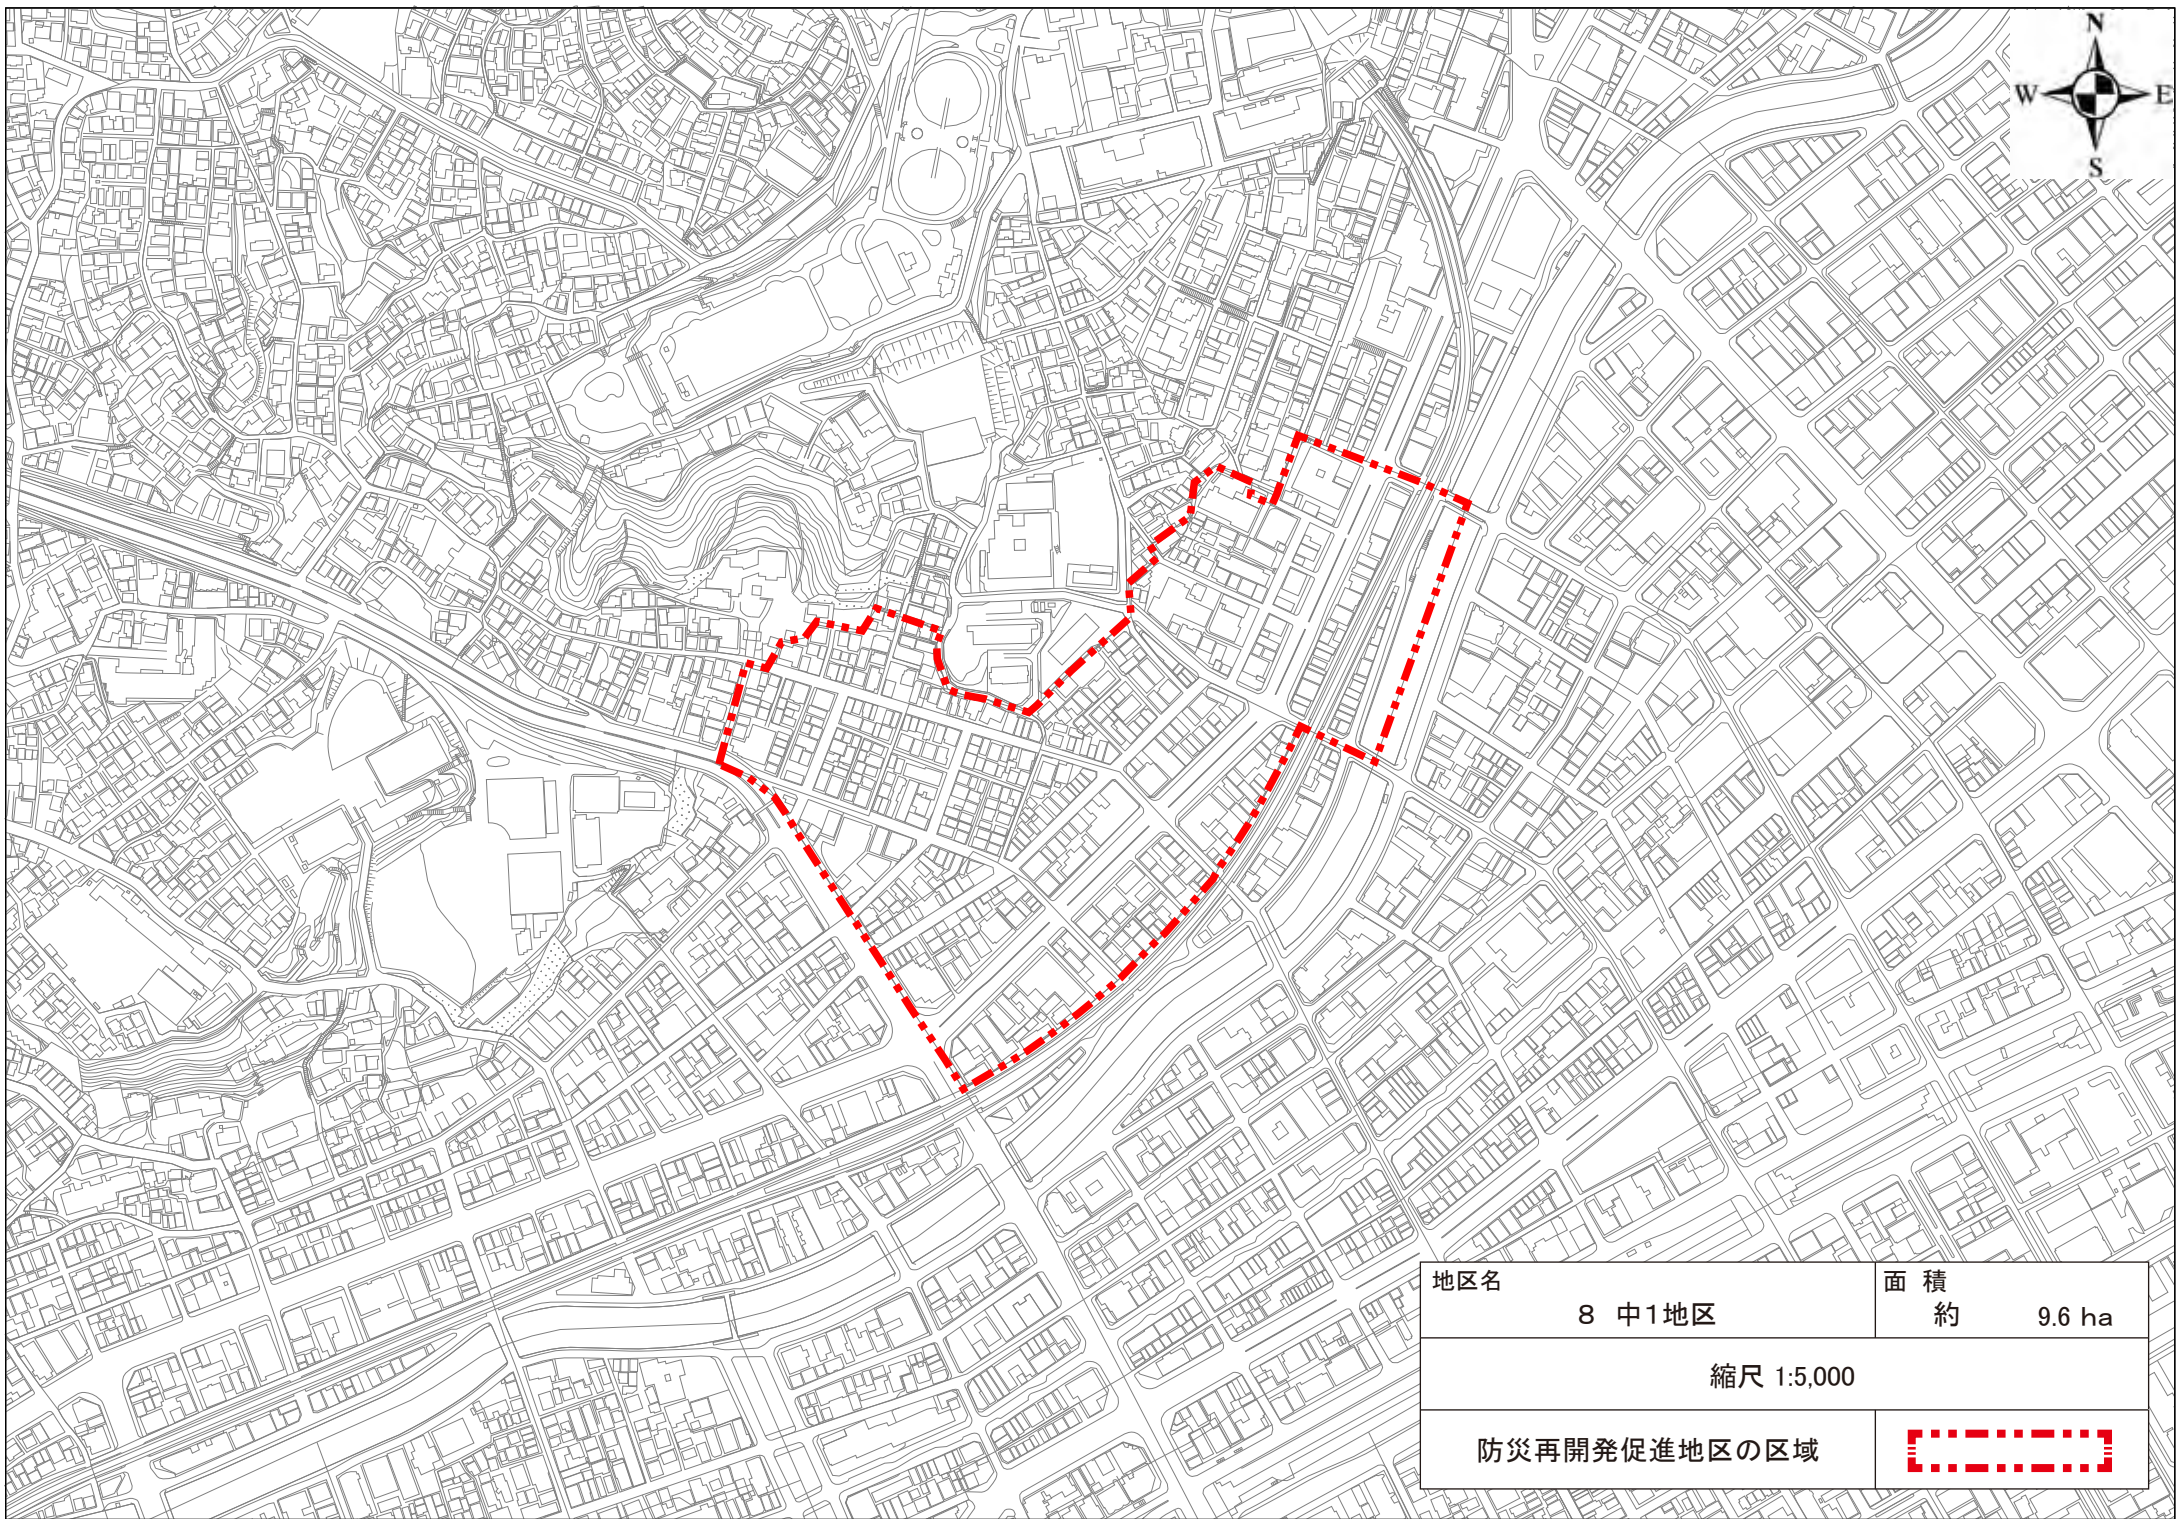 N
W E
S
地区名
8 中1地区
面 積
約 9.6 ha
縮尺 1:5,000
防災再開発促進地区の区域